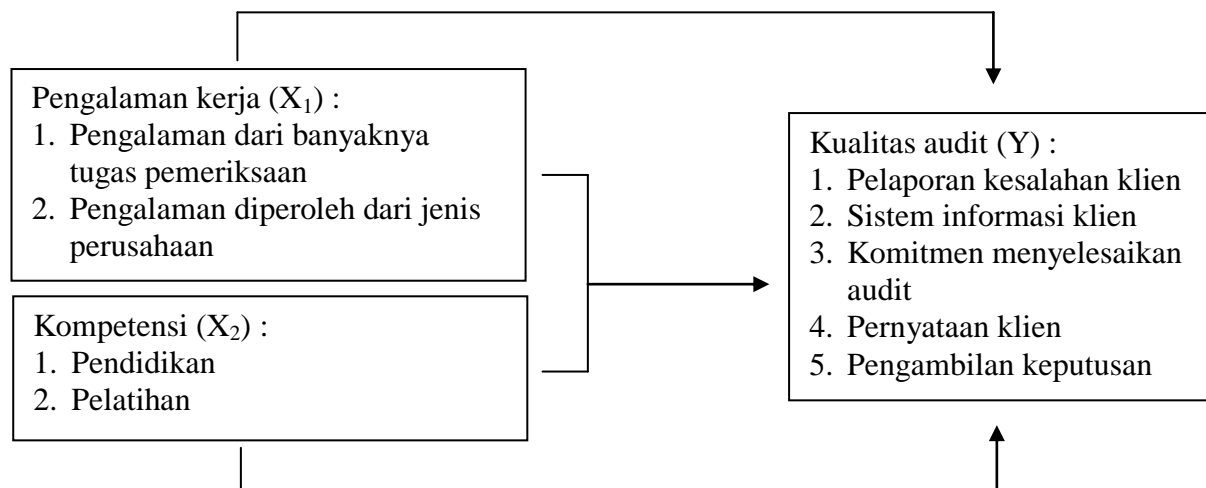 Pengalaman kerja (X₁) :
1. Pengalaman dari banyaknya
tugas pemeriksaan
2. Pengalaman diperoleh dari jenis
perusahaan
Kompetensi (X₂) :
1. Pendidikan
2. Pelatihan
Kualitas audit (Y) :
1. Pelaporan kesalahan klien
2. Sistem informasi klien
3. Komitmen menyelesaikan
audit
4. Pernyataan klien
5. Pengambilan keputusan